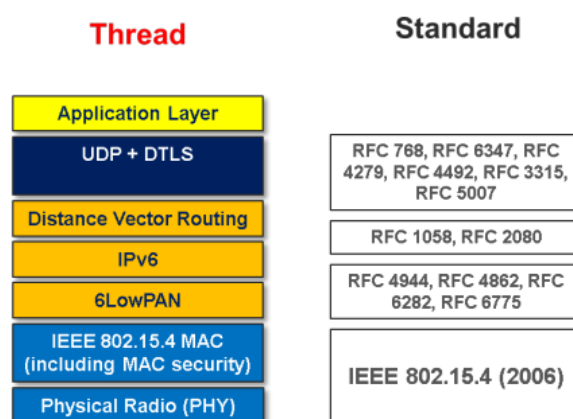 Thread
Standard
Application Layer
UDP + DTLS
RFC 768, RFC 6347, RFC
4279, RFC 4492, RFC 3315,
RFC 5007
Distance Vector Routing
RFC 1058, RFC 2080
IPv6
6LowPAN
RFC 4944, RFC 4862, RFC
6282, RFC 6775
IEEE 802.15.4 MAC
(including MAC security)
Physical Radio (PHY)
IEEE 802.15.4 (2006)